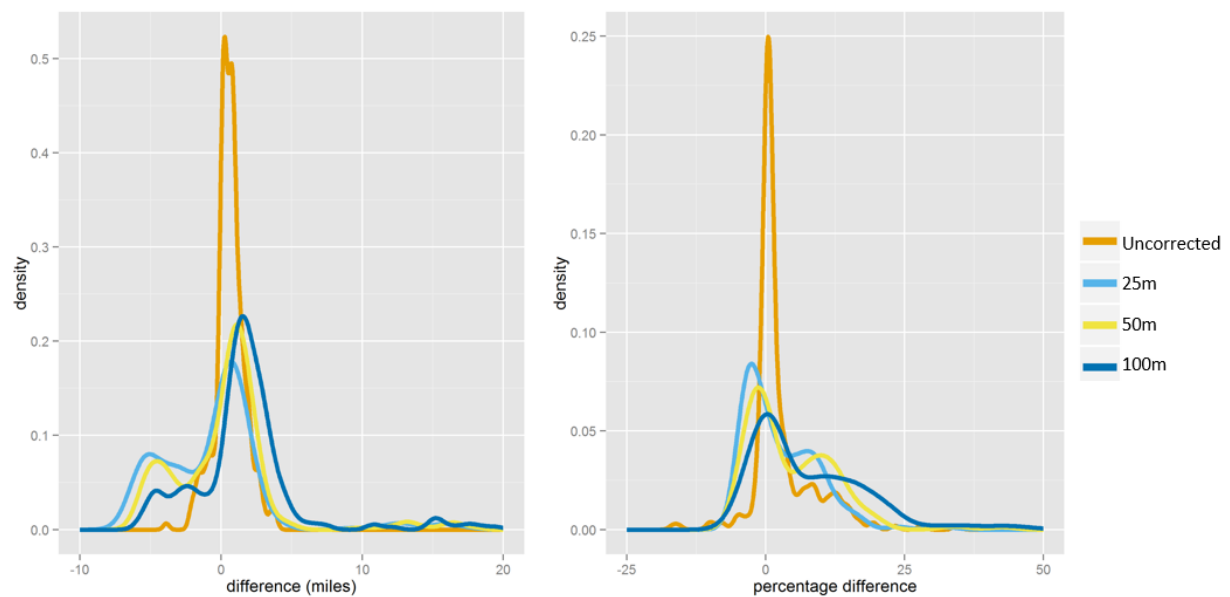 0.5
0.4
0.3
0.2
0.1
0.0
density
-10 0 10 20
difference (miles)
0.25
0.20
0.15
0.10
0.05
0.00
density
-25 0 25 50
percentage difference
Uncorrected
25m
50m
100m